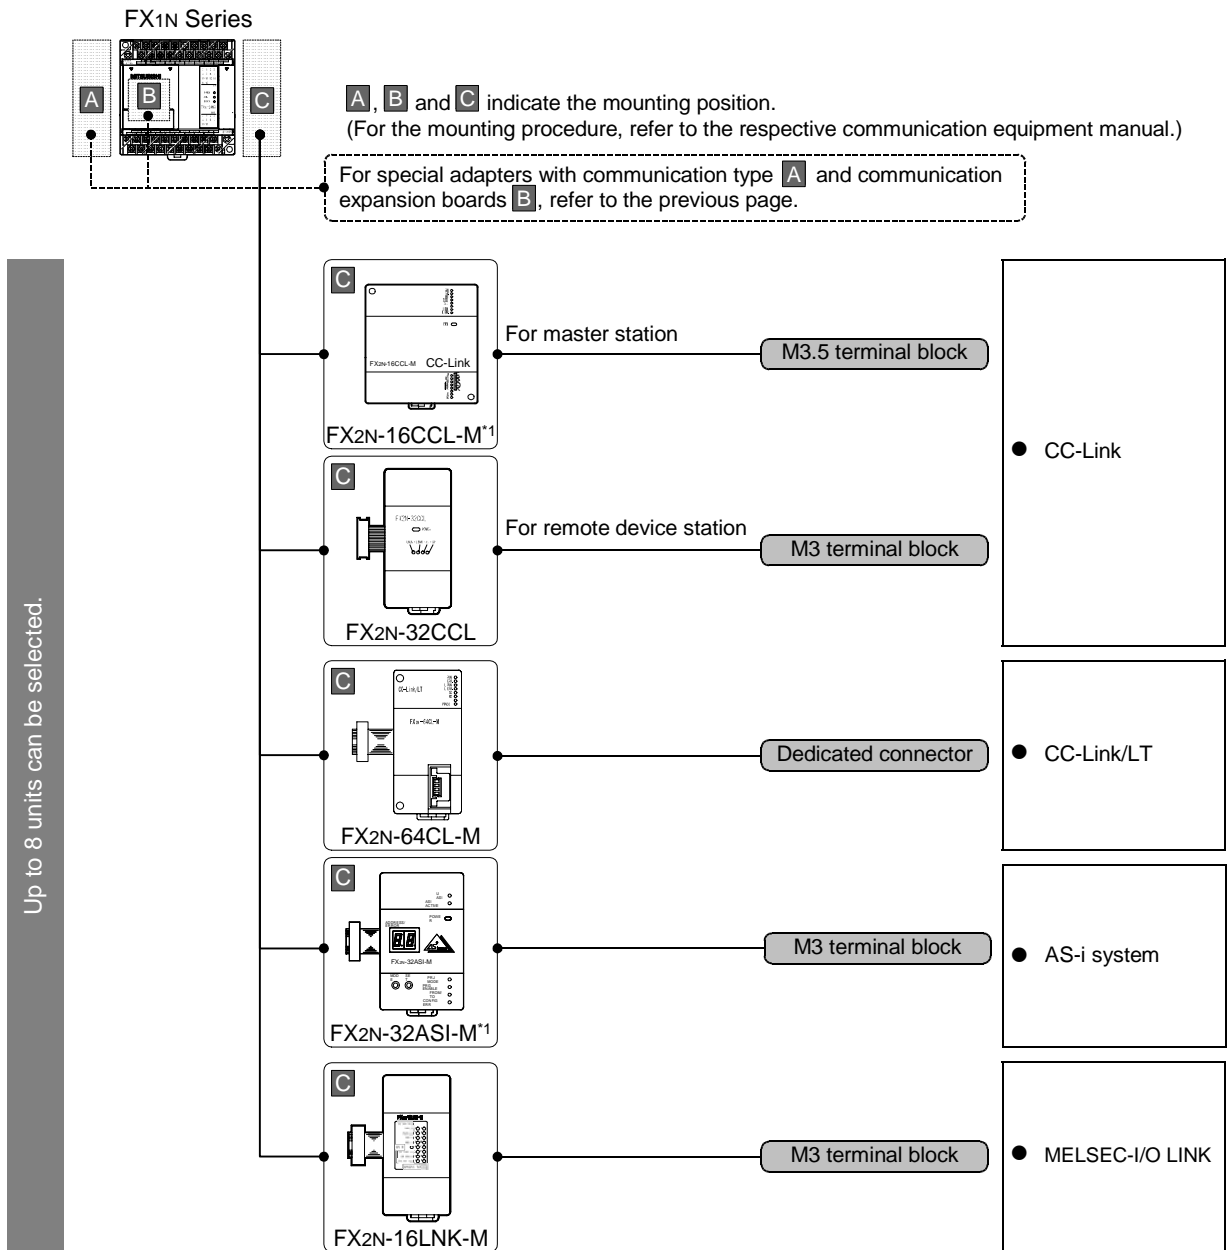 FX1N Series
A
B
C
A, B and C indicate the mounting position.
(For the mounting procedure, refer to the respective communication equipment manual.)
For special adapters with communication type A and communication
expansion boards B, refer to the previous page.
Up to 8 units can be selected.
C
FX2N-16CCL-M CC-Link
FX2N-16CCL-M*1
For master station
M3.5 terminal block
C
FX2N-32CCL
FX2N-32CCL
For remote device station
M3 terminal block
● CC-Link
C
CC-Link/LT
FX2N-64CL-M
FX2N-64CL-M
Dedicated connector
● CC-Link/LT
C
FX2N-32ASI-M
FX2N-32ASI-M*1
M3 terminal block
● AS-i system
C
FX2N-16LNK-M
M3 terminal block
● MELSEC-I/O LINK